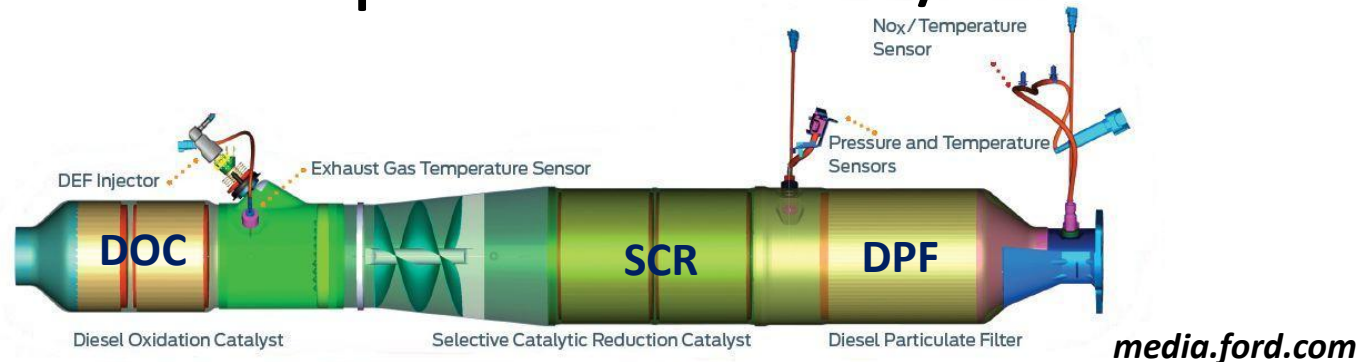 Nox/Temperature
Sensor
Pressure and Temperature
Sensors
Exhaust Gas Temperature Sensor
DEF Injector
DOC
SCR
DPF
Diesel Oxidation Catalyst
Selective Catalytic Reduction Catalyst
Diesel Particulate Filter
media.ford.com